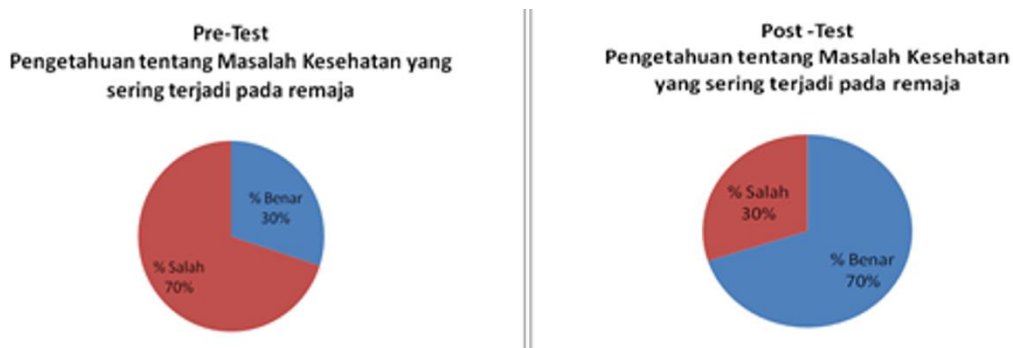 Pre-Test
Pengetahuan tentang Masalah Kesehatan yang
sering terjadi pada remaja
% Benar
30%
% Salah
70%
Post -Test
Pengetahuan tentang Masalah Kesehatan
yang sering terjadi pada remaja
% Salah
30%
% Benar
70%